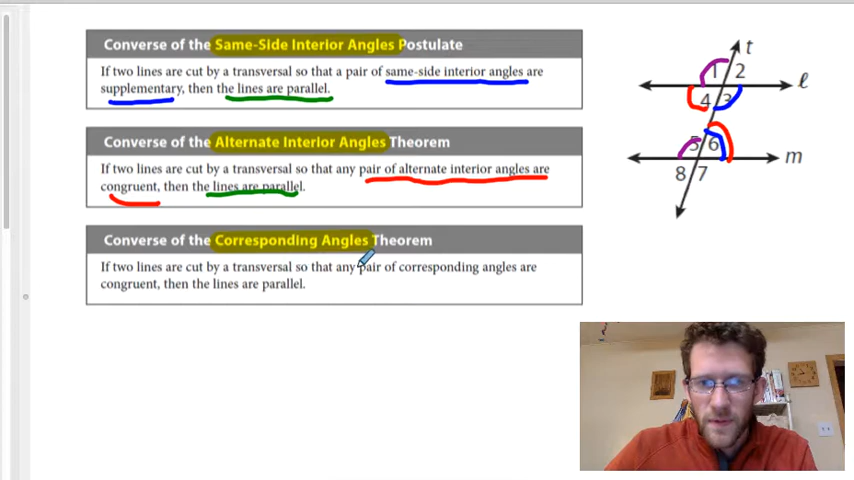 Converse of the Same-Side Interior Angles Postulate
If two lines are cut by a transversal so that a pair of same-side interior angles are
supplementary, then the lines are parallel.
Converse of the Alternate Interior Angles Theorem
If two lines are cut by a transversal so that any pair of alternate interior angles are
congruent, then the lines are parallel.
Converse of the Corresponding Angles Theorem
If two lines are cut by a transversal so that any pair of corresponding angles are
congruent, then the lines are parallel.
t
1 2
ℓ
4 3
5 6
m
8 7